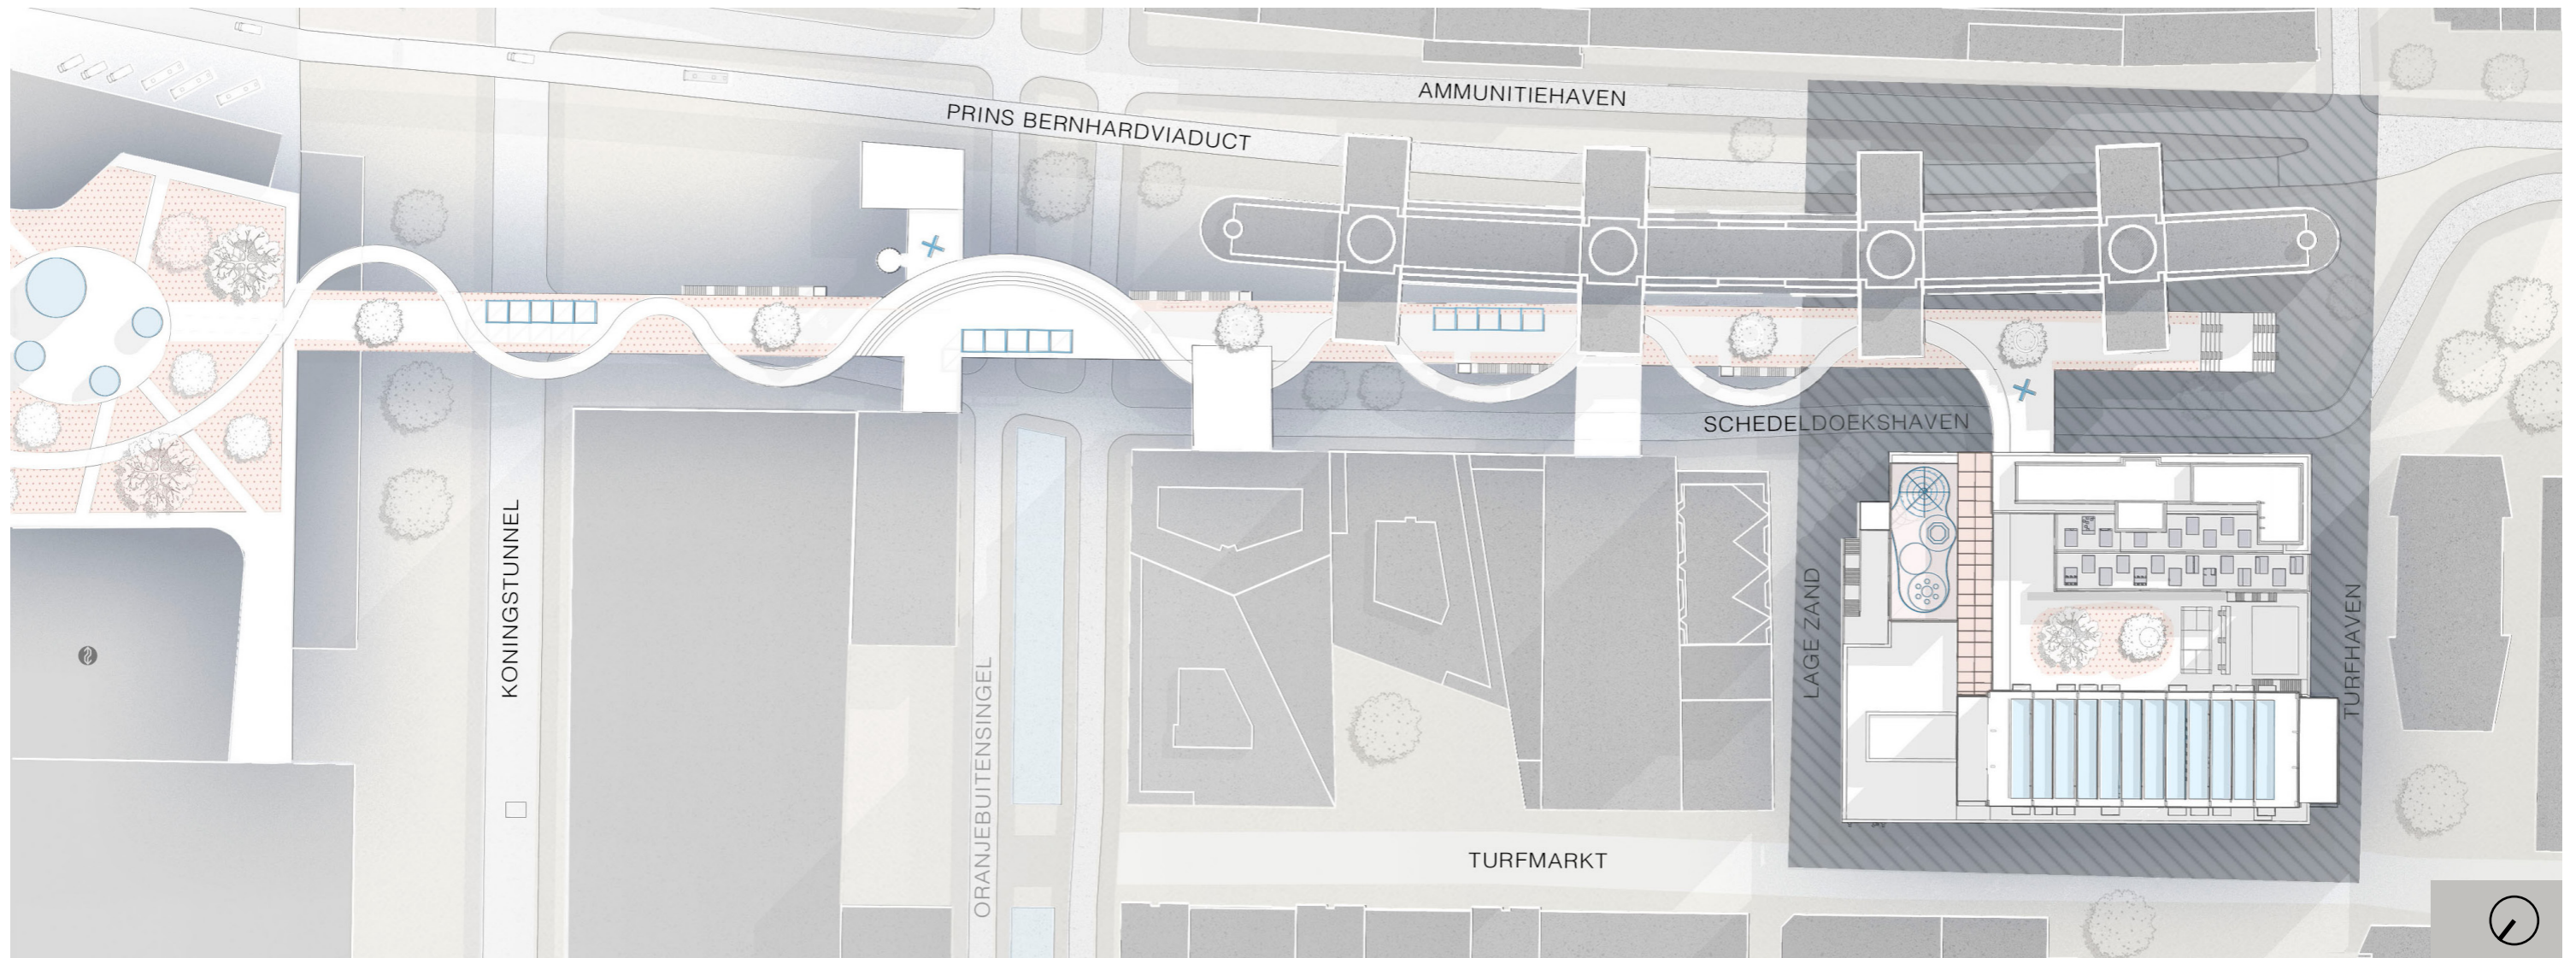 AMMUNITIEHAVEN
PRINS BERNHARDVIADUCT
SCHEDELDOEKSHAVEN
KONINGSTUNNEL
ORANJEBUITENSINGEL
LAGE ZAND
TURFHAVEN
TURFMARKT